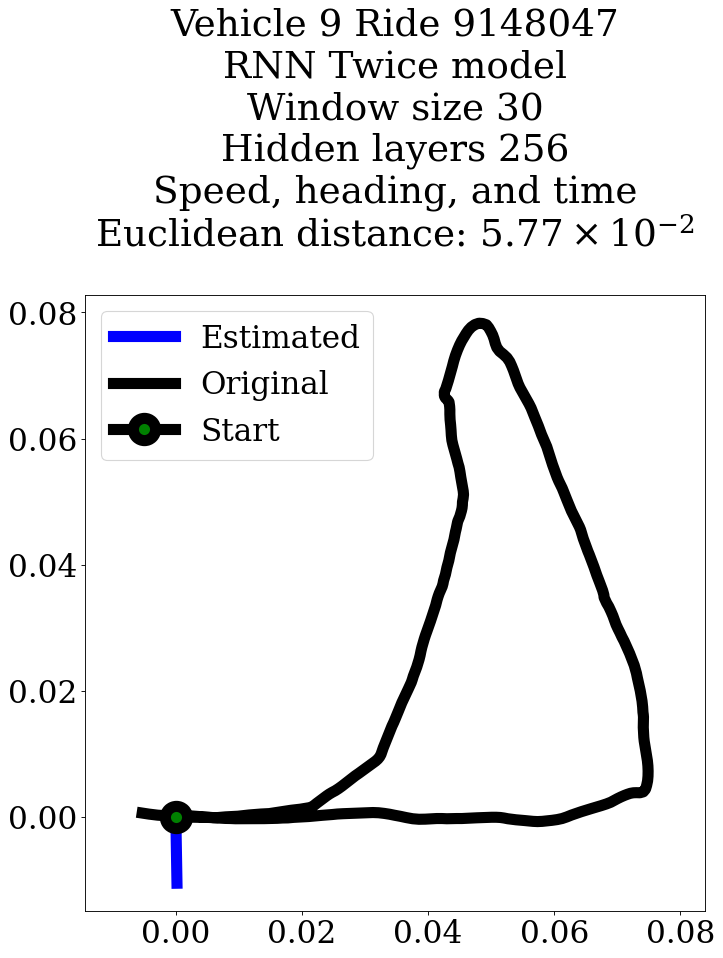 Vehicle 9 Ride 9148047
RNN Twice model
Window size 30
Hidden layers 256
Speed, heading, and time
Euclidean distance: 5.77 × 10⁻²
Estimated
Original
Start
0.08
0.06
0.04
0.02
0.00
0.00 0.02 0.04 0.06 0.08